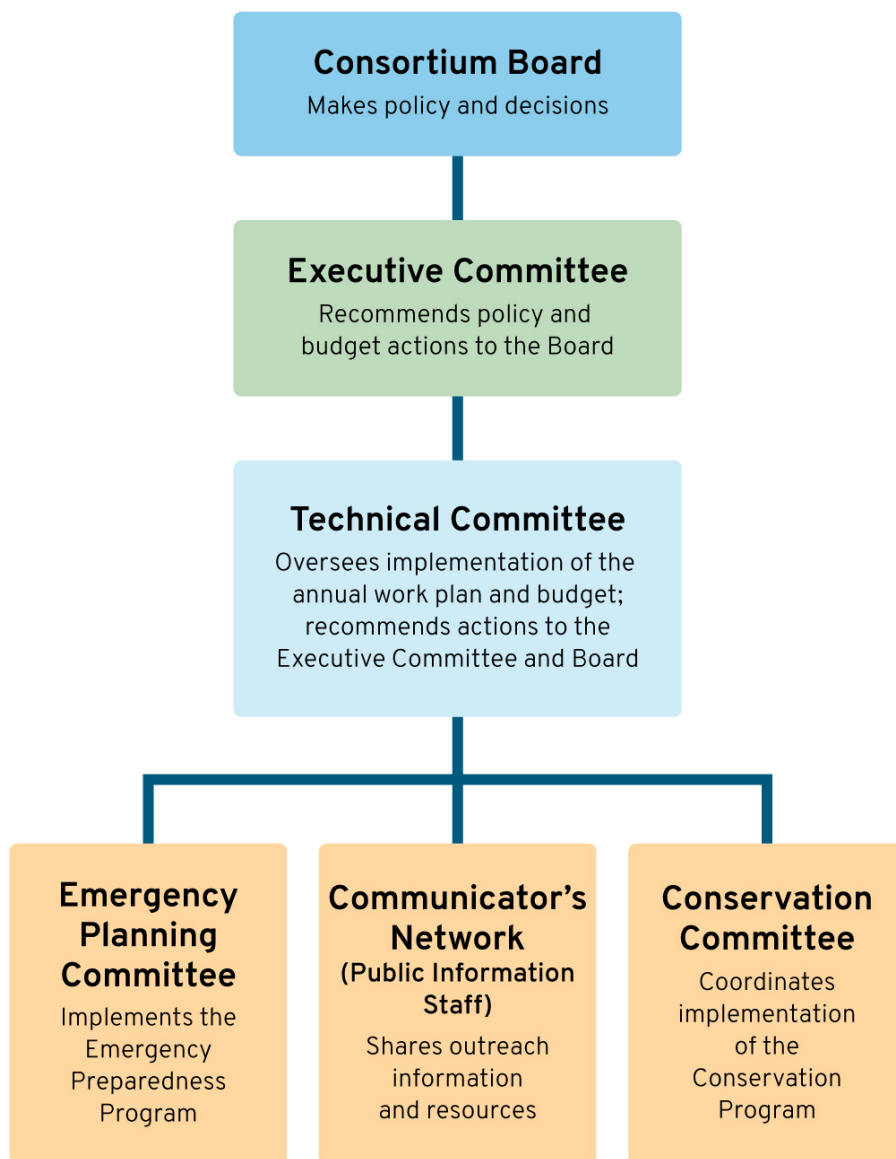 Consortium Board
Makes policy and decisions
Executive Committee
Recommends policy and
budget actions to the Board
Technical Committee
Oversees implementation of the
annual work plan and budget;
recommends actions to the
Executive Committee and Board
Emergency
Planning
Committee
Implements the
Emergency
Preparedness
Program
Communicator’s
Network
(Public Information
Staff)
Shares outreach
information
and resources
Conservation
Committee
Coordinates
implementation
of the
Conservation
Program